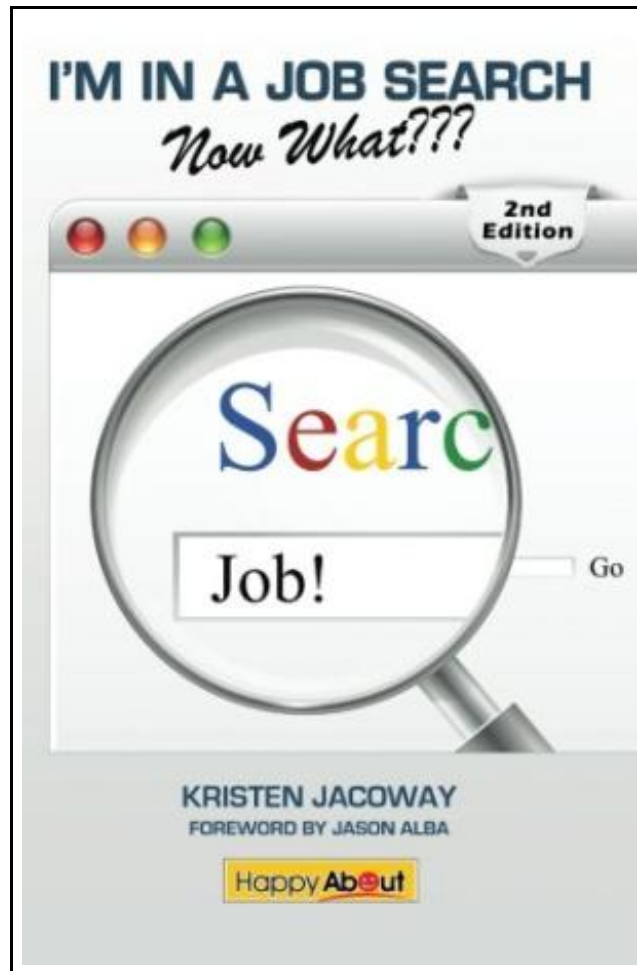 I'M IN A JOB SEARCH
Now What???
2nd
Edition
Searc
Job!
Go
KRISTEN JACOWAY
FOREWORD BY JASON ALBA
Happy About